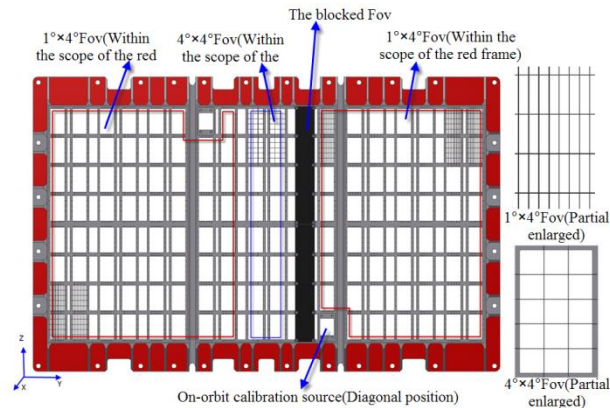 The blocked Fov
1°×4°Fov(Within
the scope of the red
4°×4°Fov(Within
the scope of the
1°×4°Fov(Within the
scope of the red frame)
1°×4°Fov(Partial
enlarged)
4°×4°Fov(Partial
enlarged)
Z
X
Y
On-orbit calibration source(Diagonal position)